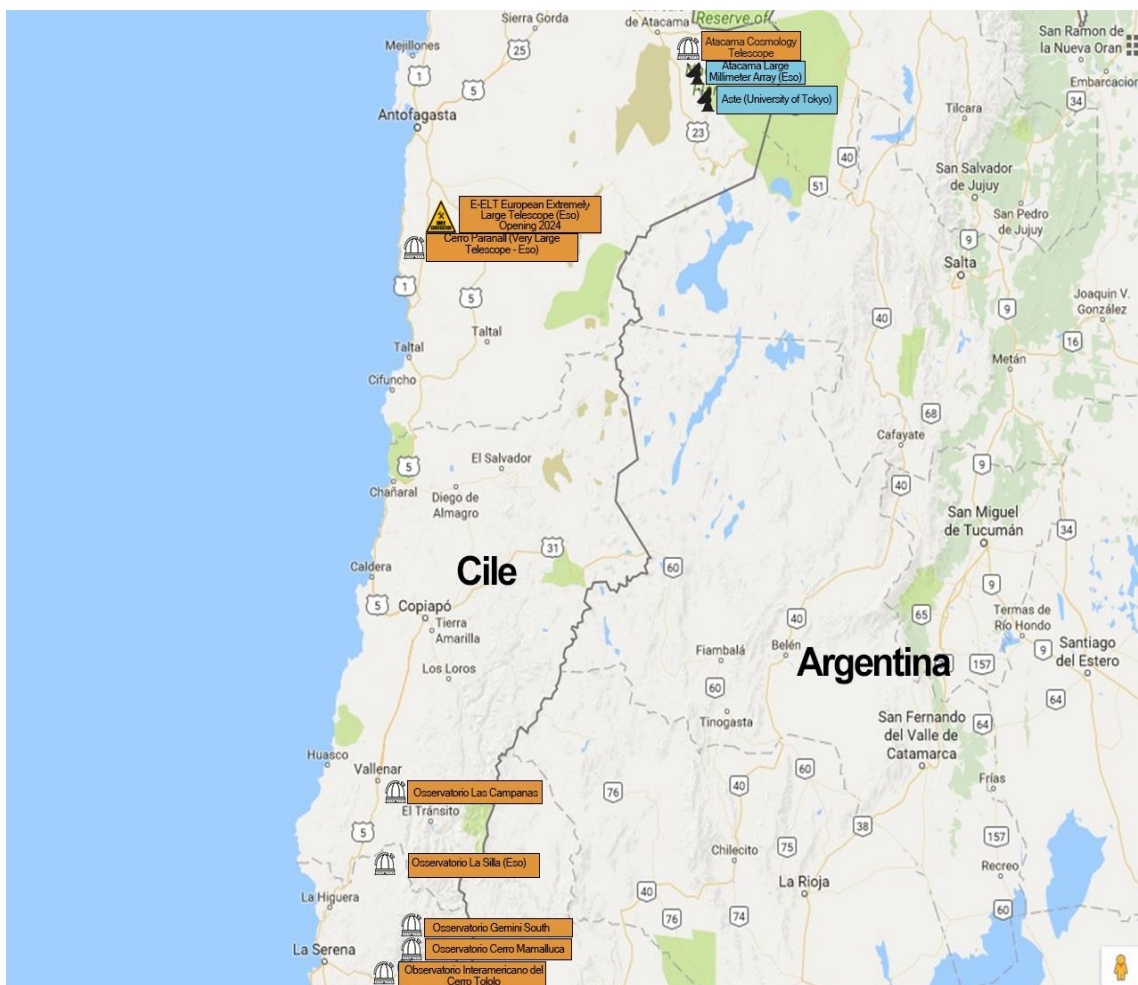 Sierra Gorda
de Atacama
Reserve of
San Ramon de
la Nueva Oran
Mejillones
25
1
5
Atacama Cosmology
Telescope
Atacama Large
Millimeter Array (Eso)
Aste (University of Tokyo)
Embarcacion
34
Antofagasta
23
Tilcara
40
51
San Salvador
de Jujuy
San Pedro
de Jujuy
9
Salta
E-ELT European Extremely
Large Telescope (Eso)
Opening 2024
UNDER
CONSTRUCTION
Cerro Paranall (Very Large
Telescope - Eso)
1
5
Taltal
Taltal
Cifuncho
40
9
Joaquin V.
González
16
Metán
68
Cafayate
40
9
5
El Salvador
Chañaral
Diego de
Almagro
San Miguel
de Tucumán
34
31
Cile
60
Caldera
5
Copiapó
Tierra
Amarilla
Los Loros
9
65
Termas de
Río Hondo
40
Fiambalá
Belén
Argentina
157
9
Santiago
del Estero
60
64
Tinogasta
San Fernando
del Valle de
Catamarca
64
Huasco
Vallenar
60
40
76
Frías
Osservatorio Las Campanas
El Tránsito
5
38
157
75
Chilecito
Osservatorio La Silla (Eso)
Recreo
La Rioja
La Higuera
40
76
74
60
Osservatorio Gemini South
La Serena
Osservatorio Cerro Mamalluca
Observatorio Interamericano del
Cerro Tololo